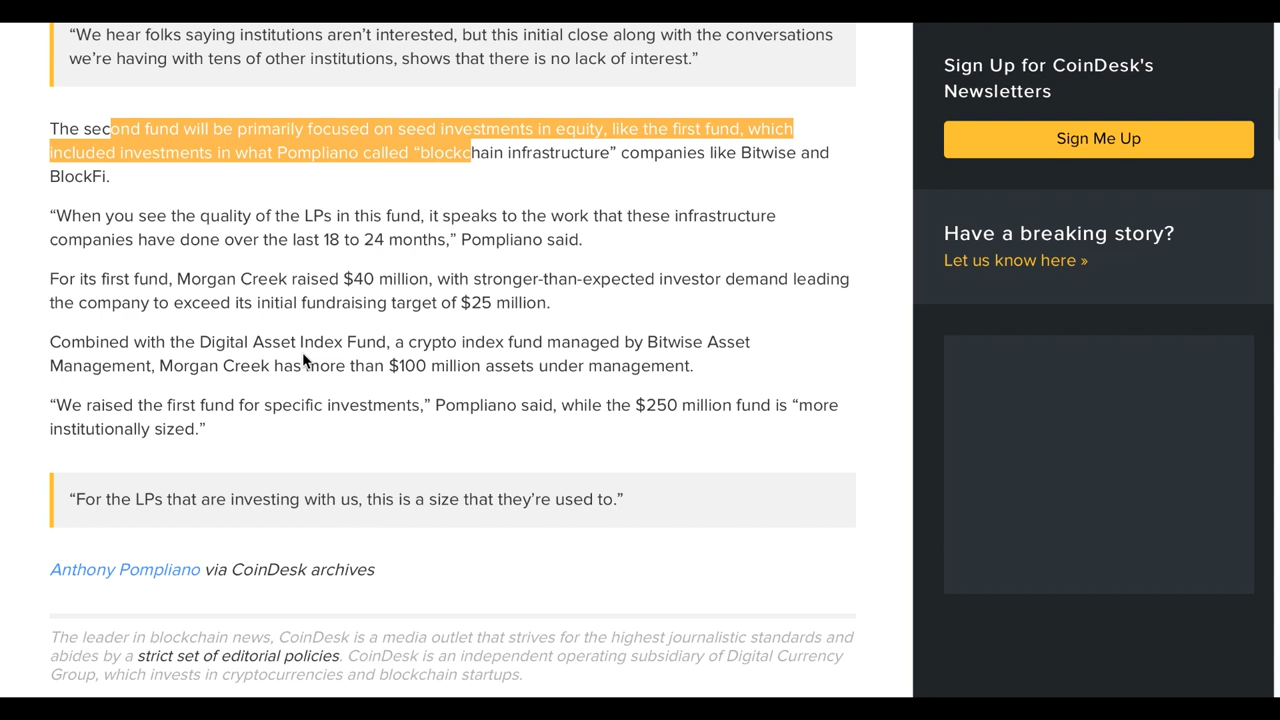 “We hear folks saying institutions aren’t interested, but this initial close along with the conversations
we’re having with tens of other institutions, shows that there is no lack of interest.”
The second fund will be primarily focused on seed investments in equity, like the first fund, which
included investments in what Pompliano called “blockchain infrastructure” companies like Bitwise and
BlockFi.
“When you see the quality of the LPs in this fund, it speaks to the work that these infrastructure
companies have done over the last 18 to 24 months,” Pompliano said.
For its first fund, Morgan Creek raised $40 million, with stronger-than-expected investor demand leading
the company to exceed its initial fundraising target of $25 million.
Combined with the Digital Asset Index Fund, a crypto index fund managed by Bitwise Asset
Management, Morgan Creek has more than $100 million assets under management.
“We raised the first fund for specific investments,” Pompliano said, while the $250 million fund is “more
institutionally sized.”
“For the LPs that are investing with us, this is a size that they’re used to.”
Anthony Pompliano via CoinDesk archives
The leader in blockchain news, CoinDesk is a media outlet that strives for the highest journalistic standards and
abides by a strict set of editorial policies. CoinDesk is an independent operating subsidiary of Digital Currency
Group, which invests in cryptocurrencies and blockchain startups.
Sign Up for CoinDesk's
Newsletters
Sign Me Up
Have a breaking story?
Let us know here »